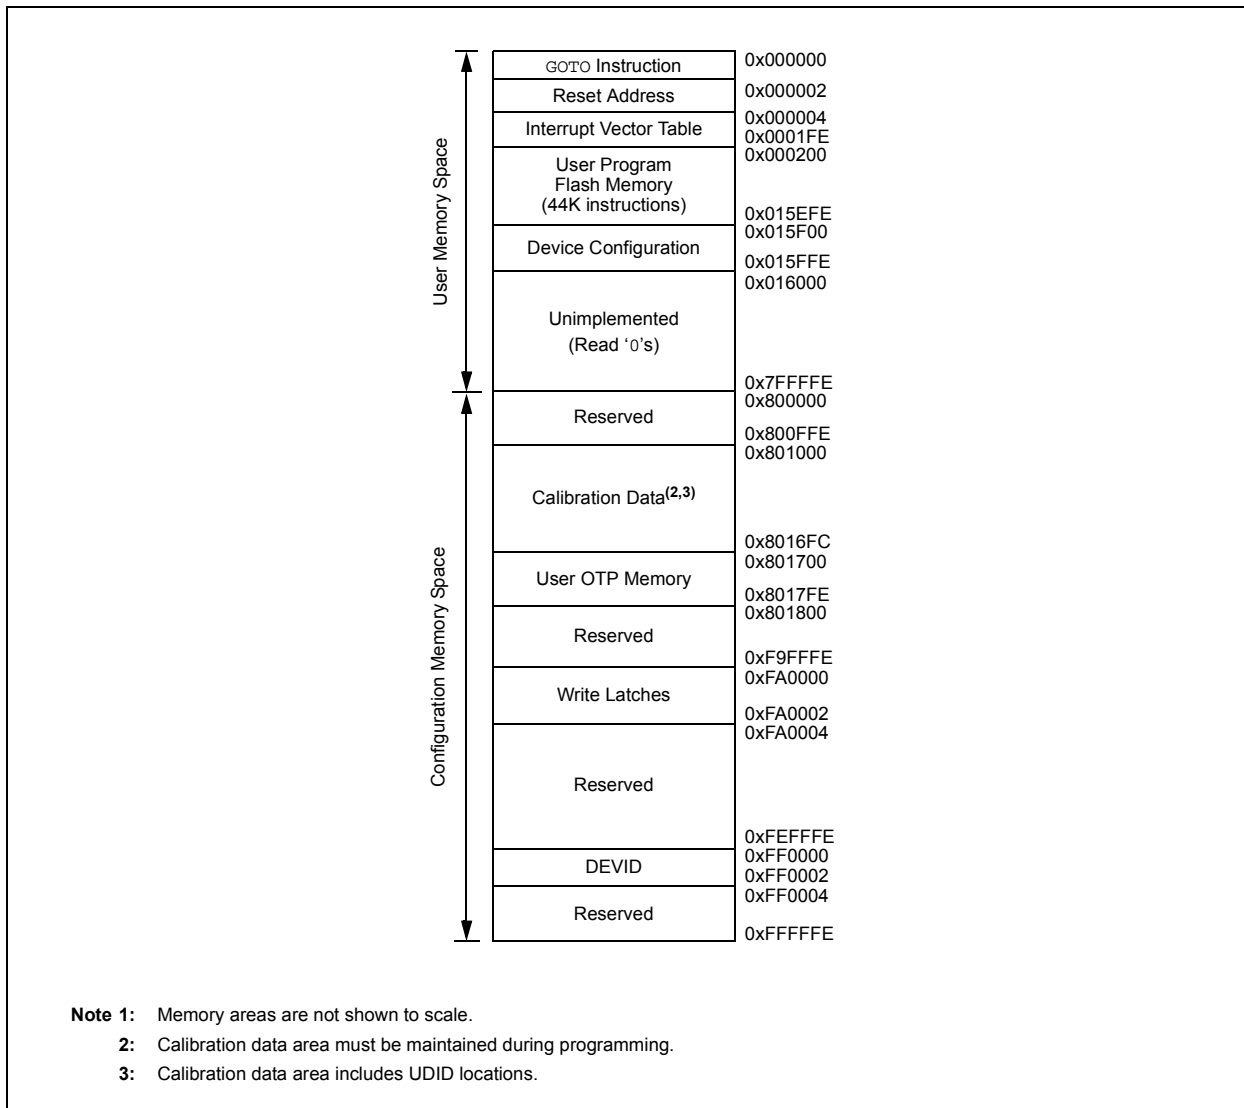 User Memory Space
GOTO Instruction
0x000000
Reset Address
0x000002
Interrupt Vector Table
0x000004
0x0001FE
User Program
Flash Memory
(44K instructions)
0x000200
0x015EFE
Device Configuration
0x015F00
0x015FFE
Unimplemented
(Read ‘0’s)
0x016000
0x7FFFFE
Configuration Memory Space
Reserved
0x800000
0x800FFE
Calibration Data(2,3)
0x801000
0x8016FC
User OTP Memory
0x801700
0x8017FE
Reserved
0x801800
0xF9FFFE
Write Latches
0xFA0000
0xFA0002
Reserved
0xFA0004
0xFEFFFE
DEVID
0xFF0000
0xFF0002
Reserved
0xFF0004
0xFFFFFE
Note 1: Memory areas are not shown to scale.
2: Calibration data area must be maintained during programming.
3: Calibration data area includes UDID locations.